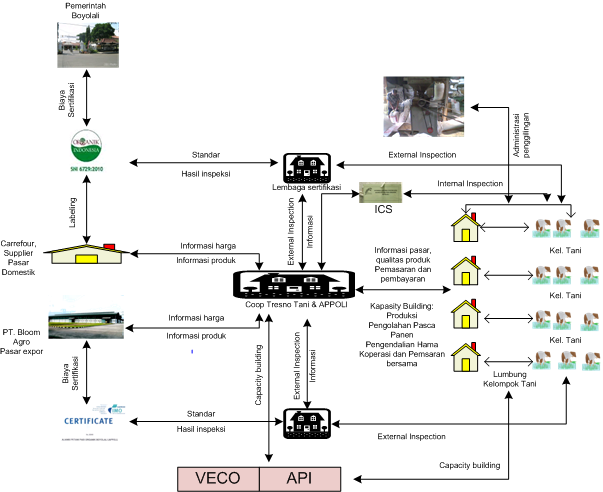 Pemerintah
Boyolali
Biaya
Sertifikasi
ORGANIK
INDONESIA
SNI 6729:2010
Standar
Hasil inspeksi
Lembaga sertifikasi
External Inspection
Administrasi
penggilingan
Internal Inspection
ICS
Labeling
External Inspection
Informasi
Kel. Tani
Carrefour,
Supplier
Pasar
Domestik
Informasi harga
Informasi produk
Coop Tresno Tani & APPOLI
Informasi pasar,
qualitas produk
Pemasaran dan
pembayaran
Kel. Tani
Kapasity Building:
Produksi
Pengolahan Pasca
Panen
Pengendalian Hama
Koperasi dan Pemsaran
bersama
Kel. Tani
PT. Bloom
Agro
Pasar expor
Informasi harga
Informasi produk
Capacity building
External Inspection
Informasi
Kel. Tani
Lumbung
Kelompok Tani
Biaya
Sertifikasi
CERTIFICATE
Standar
Hasil inspeksi
External Inspection
Capacity building
VECO
API